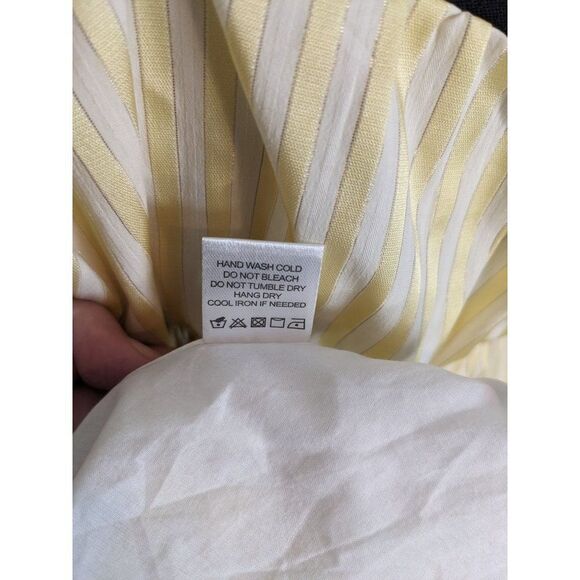 HAND WASH COLD
DO NOT BLEACH
DO NOT TUMBLE DRY
HANG DRY
COOL IRON IF NEEDED